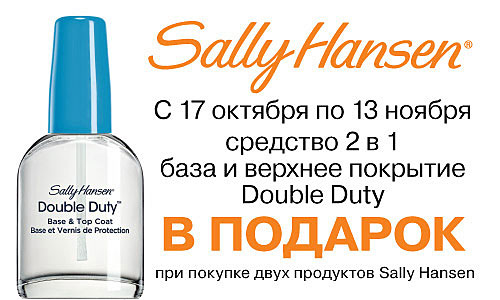 Sally Hansen®
С 17 октября по 13 ноября
средство 2 в 1
база и верхнее покрытие
Double Duty
В ПОДАРОК
при покупке двух продуктов Sally Hansen
Sally Hansen®
Double Duty™
Base & Top Coat
Base et Vernis de Protection